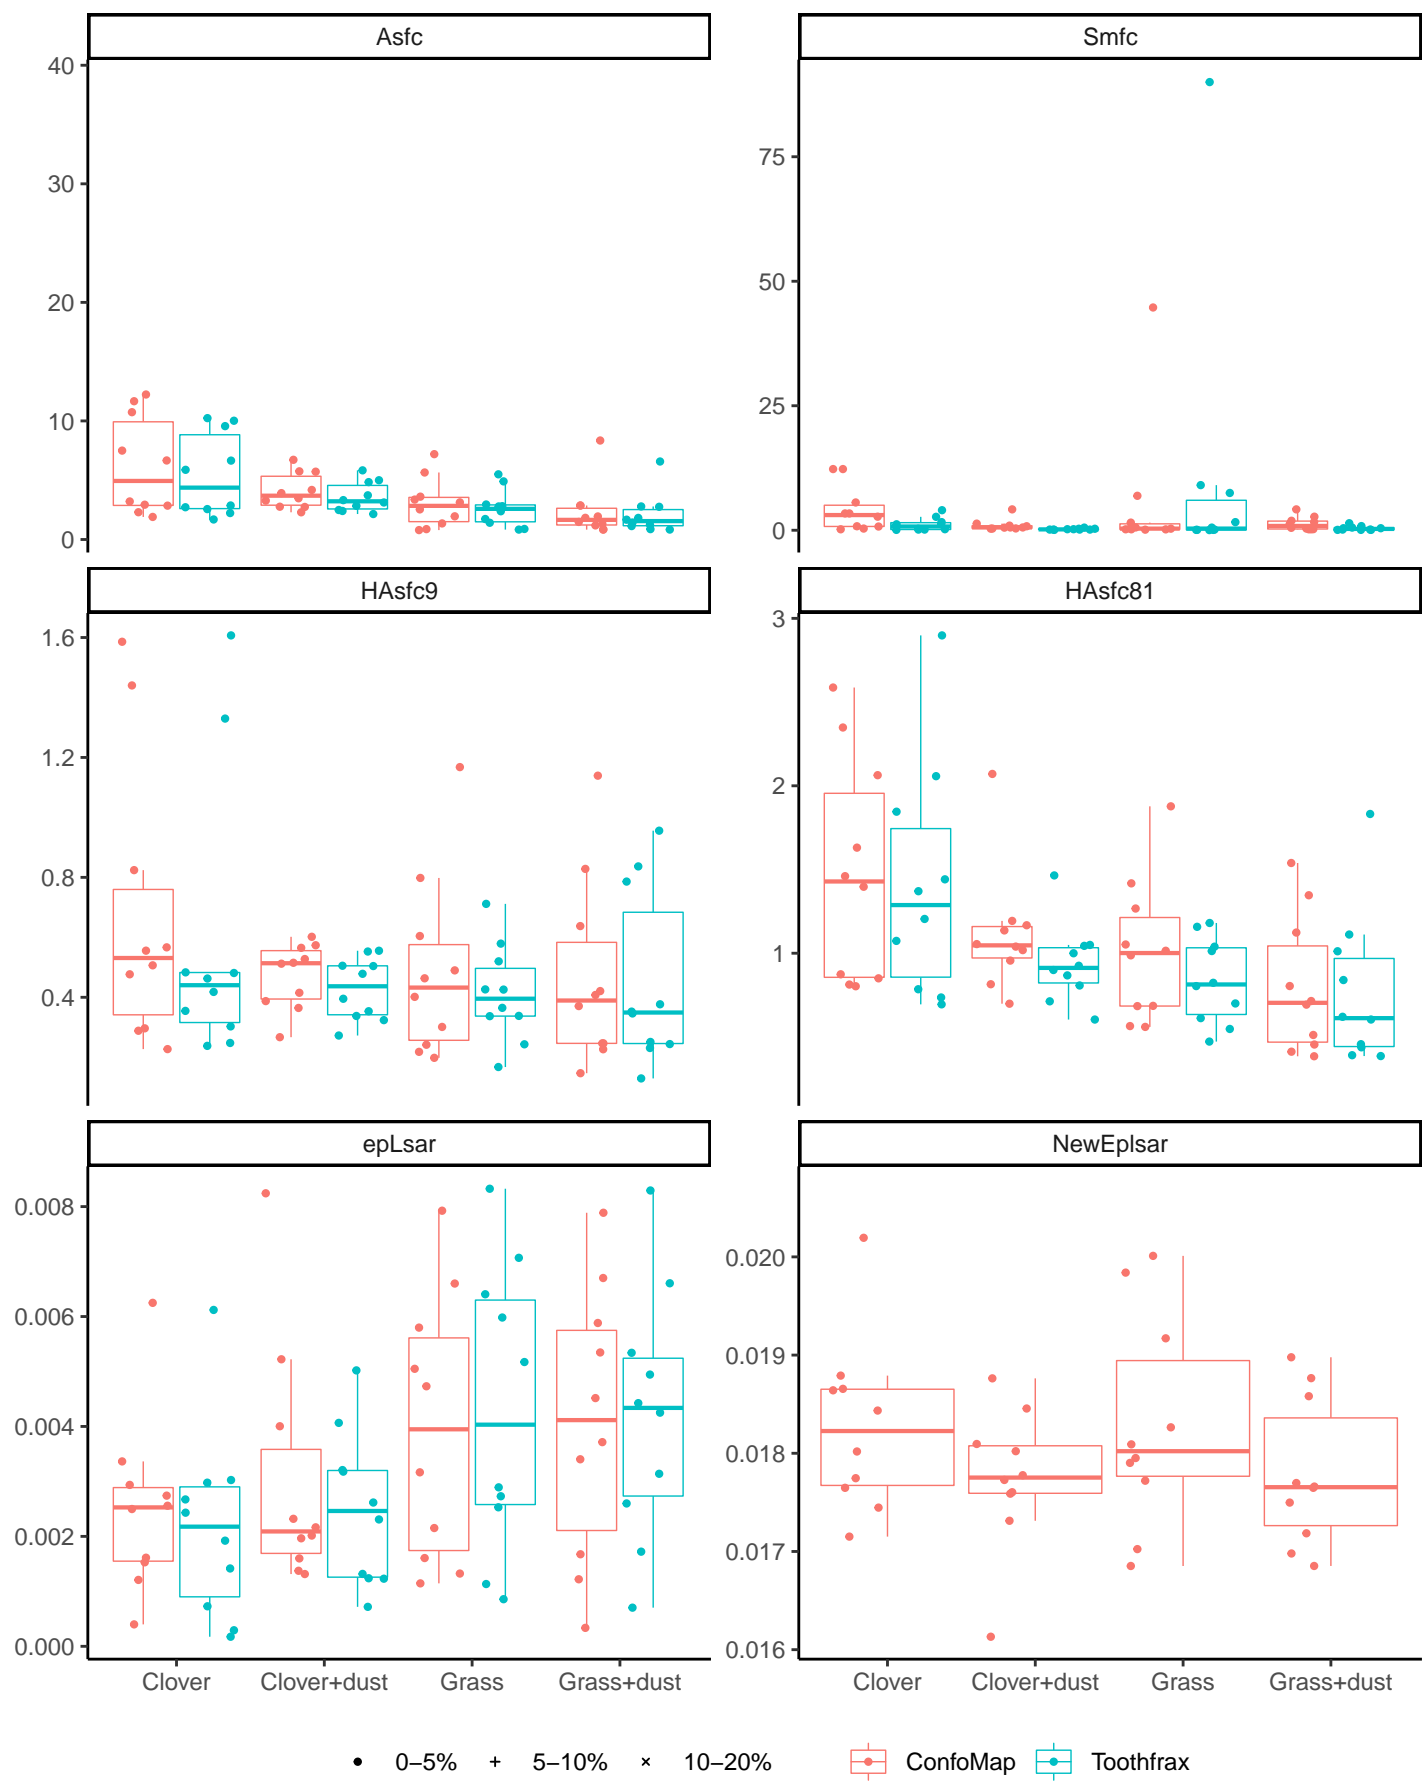 Asfc
Smfc
40
30
20
10
0
75
50
25
0
HAsfc9
HAsfc81
1.6
1.2
0.8
0.4
3
2
1
epLsar
NewEplsar
0.008
0.006
0.004
0.002
0.000
0.020
0.019
0.018
0.017
0.016
Clover Clover+dust Grass Grass+dust
Clover Clover+dust Grass Grass+dust
0–5% 5–10% 10–20% ConfoMap Toothfrax